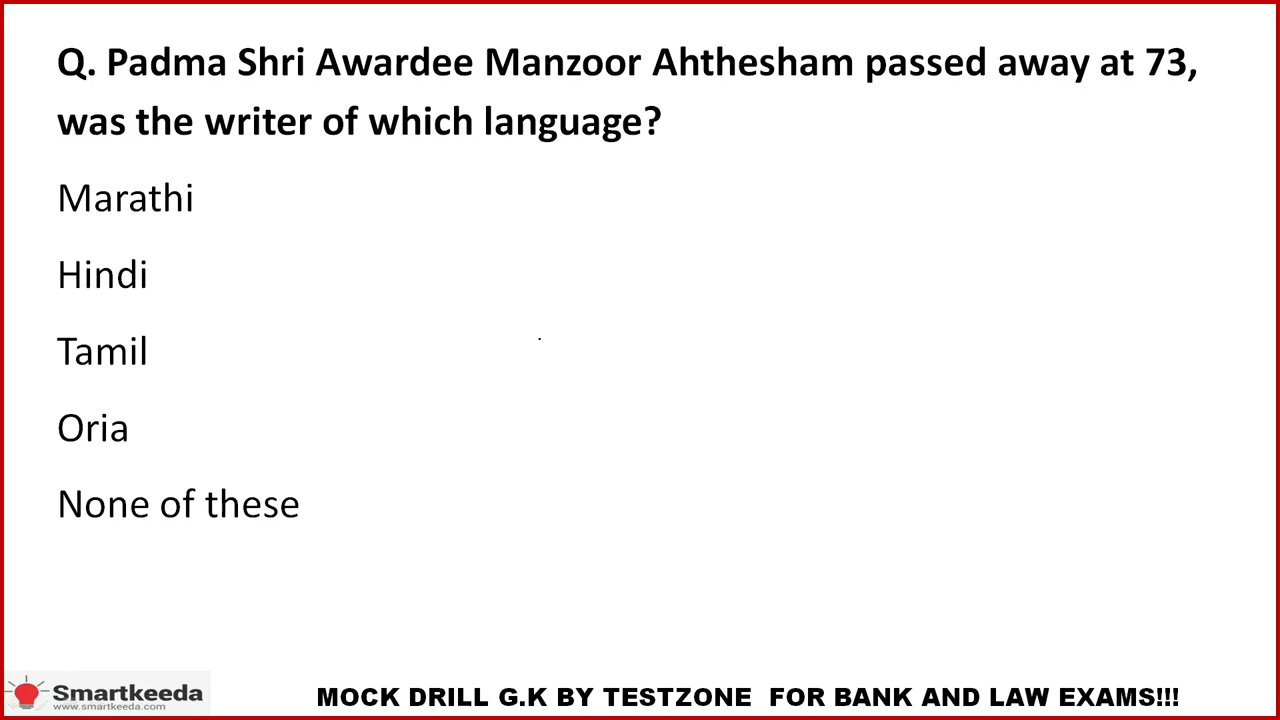 Q. Padma Shri Awardee Manzoor Ahthesham passed away at 73,
was the writer of which language?
Marathi
Hindi
Tamil
Oria
None of these
Smartkeeda
www.smartkeeda.com
MOCK DRILL G.K BY TESTZONE FOR BANK AND LAW EXAMS!!!